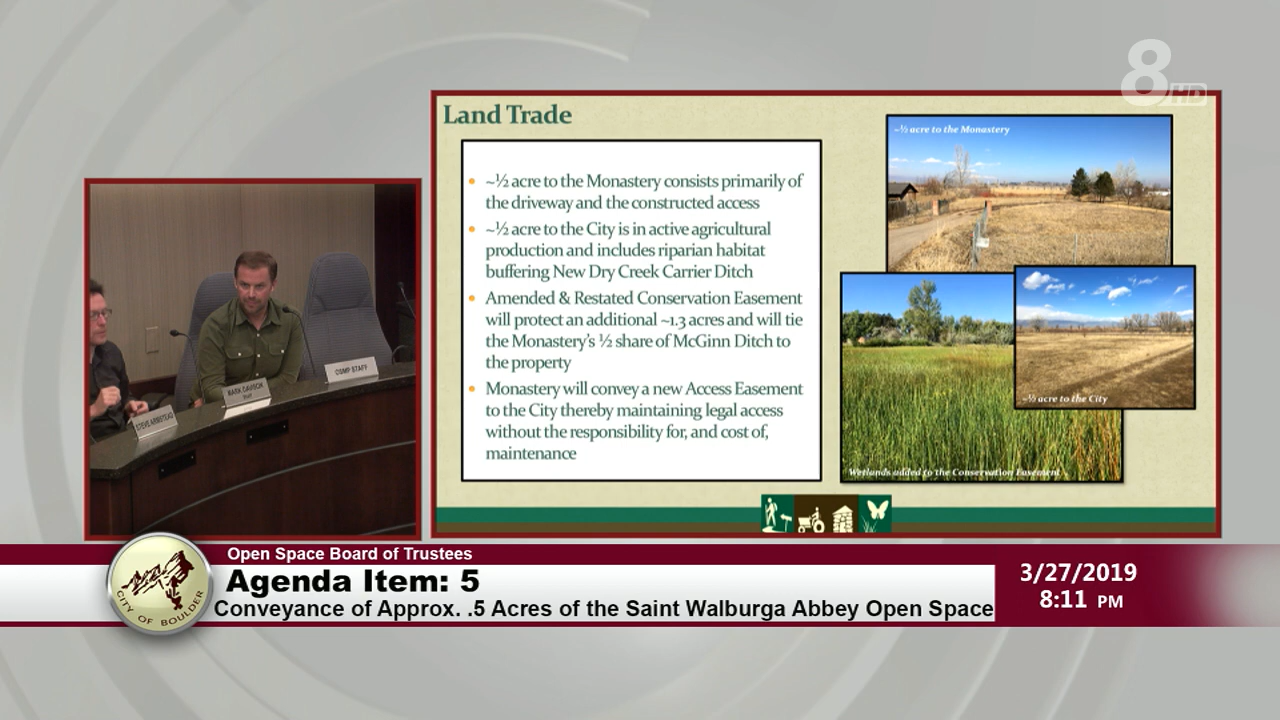 8
HD
Land Trade
~½ acre to the Monastery consists primarily of
the driveway and the constructed access
~½ acre to the City is in active agricultural
production and includes riparian habitat
buffering New Dry Creek Carrier Ditch
Amended & Restated Conservation Easement
will protect an additional ~1.3 acres and will tie
the Monastery's ½ share of McGinn Ditch to
the property
Monastery will convey a new Access Easement
to the City thereby maintaining legal access
without the responsibility for, and cost of,
maintenance
~½ acre to the Monastery
~½ acre to the City
Wetlands added to the Conservation Easement
OSMP STAFF
MARK DAVISON
STEVE ARMSTEAD
Open Space Board of Trustees
Agenda Item: 5
Conveyance of Approx. .5 Acres of the Saint Walburga Abbey Open Space
CITY OF BOULDER
3/27/2019
8:11 PM